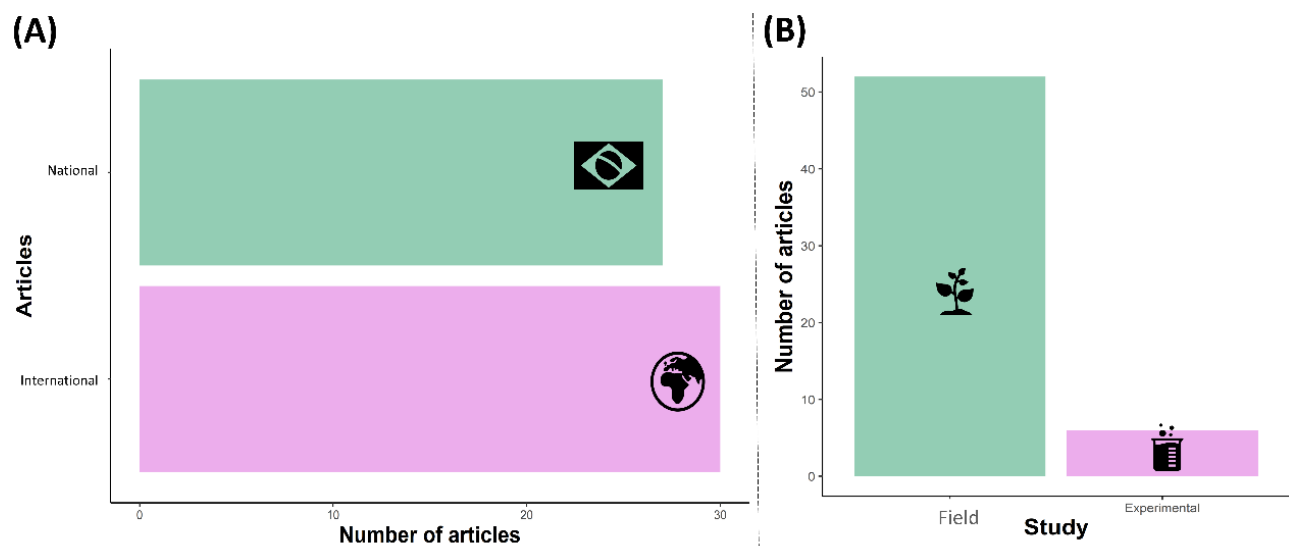 (A)
National
International
Articles
0 10 20 30
Number of articles
(B)
50
40
30
20
10
0
Number of articles
Field Experimental
Study